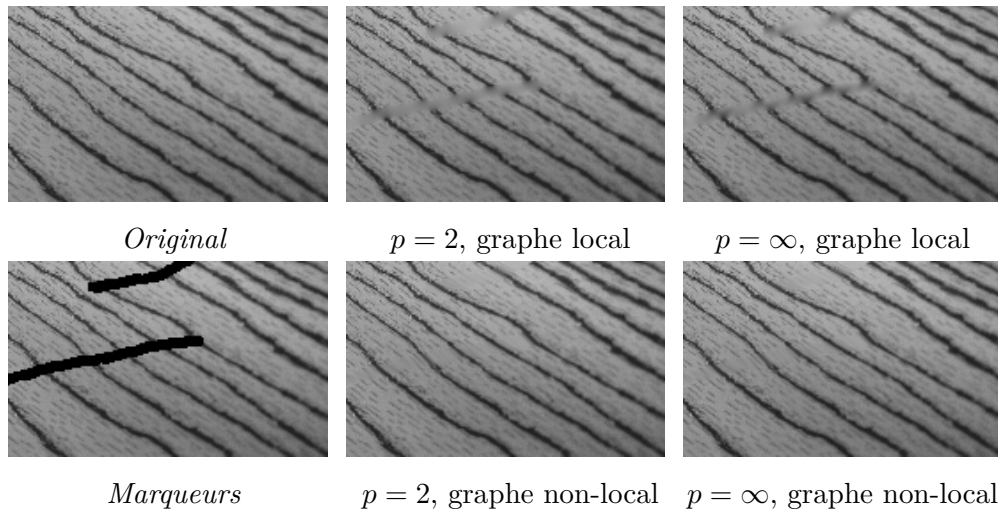 Original
p = 2, graphe local
p = ∞, graphe local
Marqueurs
p = 2, graphe non-local
p = ∞, graphe non-local